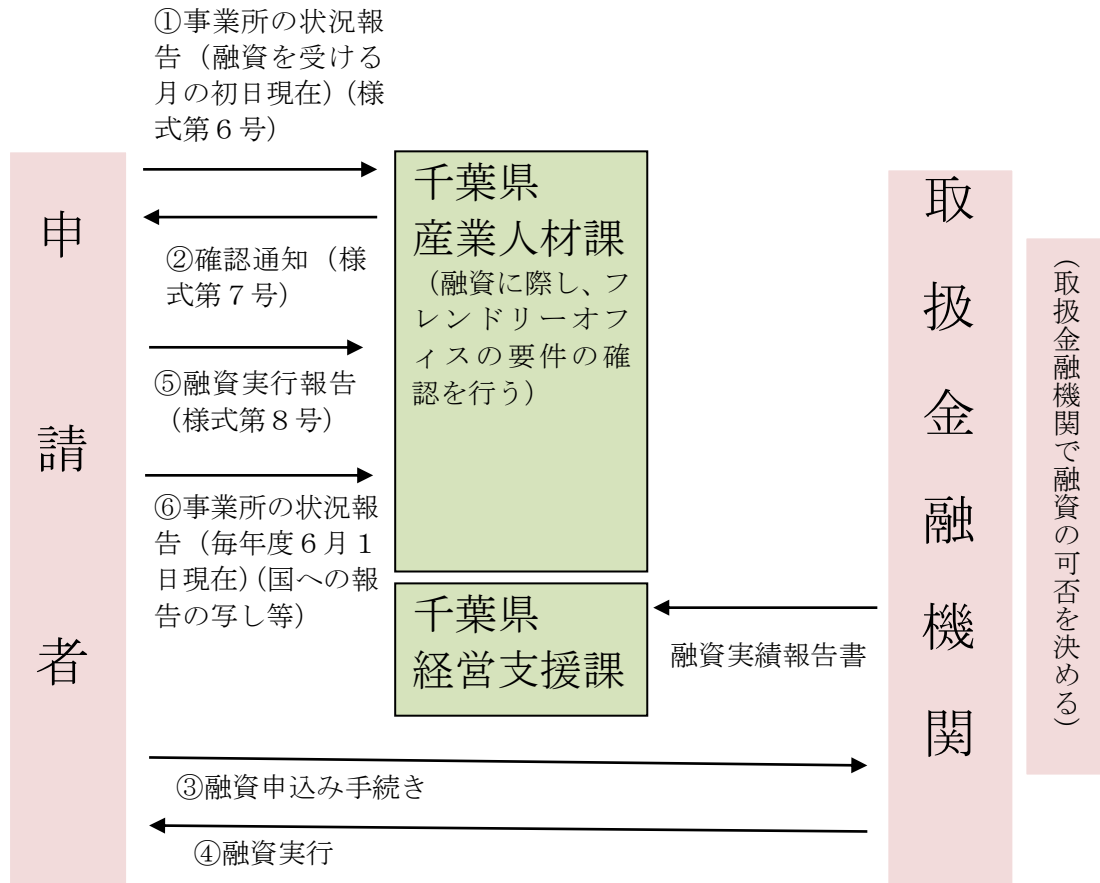 ①事業所の状況報
告（融資を受ける
月の初日現在）（様
式第６号）
申請者
②確認通知（様
式第７号）
⑤融資実行報告
（様式第８号）
⑥事業所の状況報
告（毎年度６月１
日現在）（国への報
告の写し等）
千葉県
産業人材課
（融資に際し、フ
レンドリーオフ
ィスの要件の確
認を行う）
千葉県
経営支援課
融資実績報告書
取扱金融機関
（取扱金融機関で融資の可否を決める）
③融資申込み手続き
④融資実行